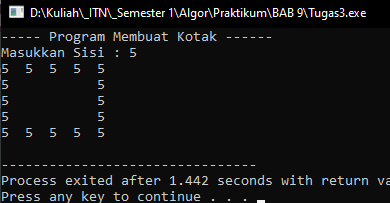 D:\Kuliah\_ITN\_Semester 1\Algor\Praktikum\BAB 9\Tugas3.exe
----- Program Membuat Kotak ------
Masukkan Sisi : 5
5  5  5  5  5
5           5
5           5
5           5
5  5  5  5  5
--------------------------------
Process exited after 1.442 seconds with return va
Press any key to continue . . .